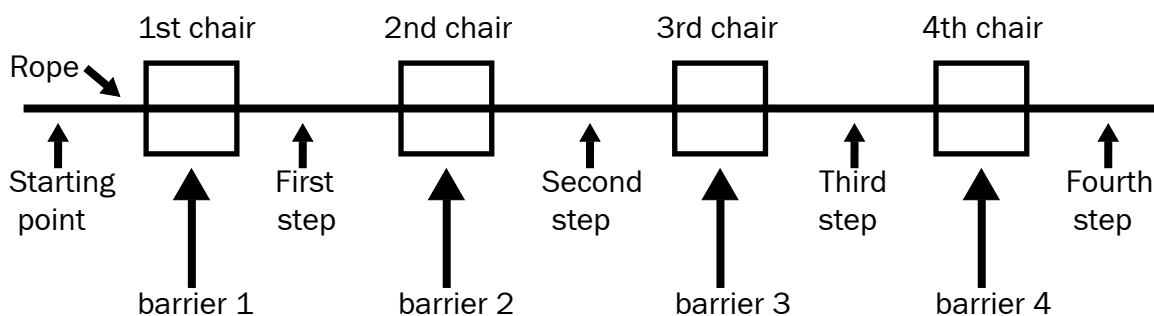 1st chair
2nd chair
3rd chair
4th chair
Rope
Starting
point
First
step
Second
step
Third
step
Fourth
step
barrier 1
barrier 2
barrier 3
barrier 4